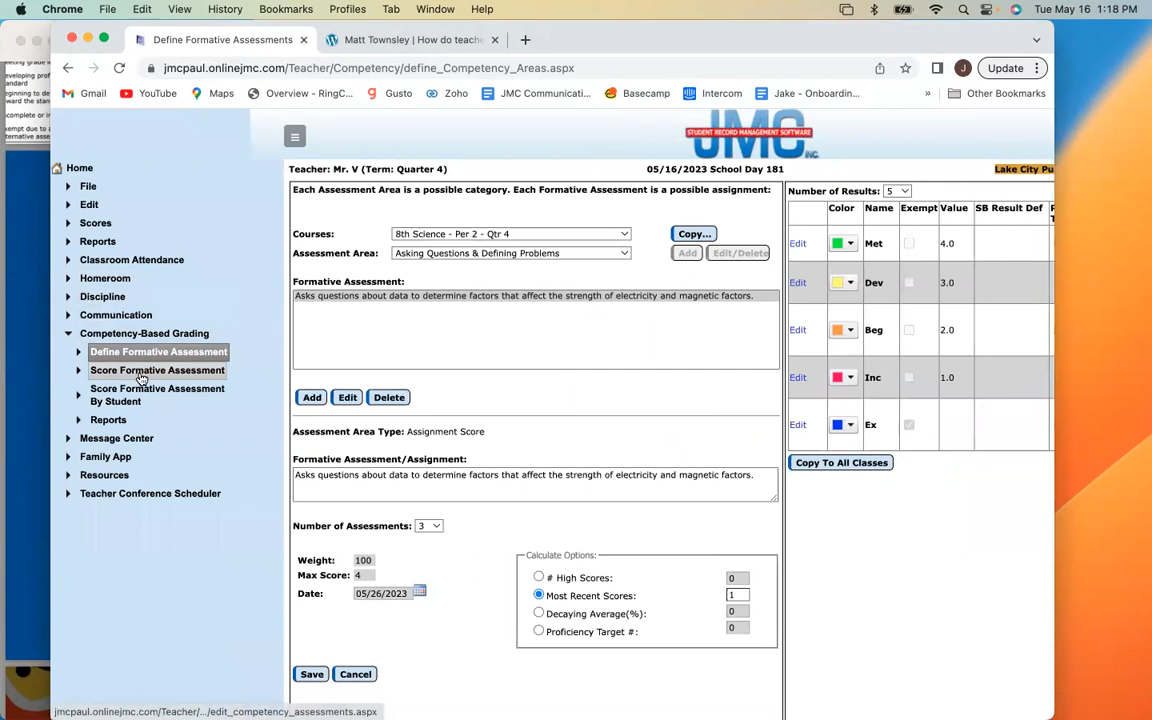 Chrome File Edit View History Bookmarks Profiles Tab Window Help Tue May 16 1:18 PM
Define Formative Assessments Matt Townsley | How do teache
jmcpaul.onlinejmc.com/Teacher/Competency/define_Competency_Areas.aspx J Update
Gmail YouTube Maps Overview - RingC... Gusto Zoho JMC Communicati... Basecamp Intercom Jake - Onboardin... » Other Bookmarks
JMC
STUDENT RECORD MANAGEMENT SOFTWARE
INC.
Home
File
Edit
Scores
Reports
Classroom Attendance
Homeroom
Discipline
Communication
Competency-Based Grading
Define Formative Assessment
Score Formative Assessment
Score Formative Assessment
By Student
Reports
Message Center
Family App
Resources
Teacher Conference Scheduler
Teacher: Mr. V (Term: Quarter 4) 05/16/2023 School Day 181 Lake City Pu
Each Assessment Area is a possible category. Each Formative Assessment is a possible assignment:
Courses: 8th Science - Per 2 - Qtr 4 Copy...
Assessment Area: Asking Questions & Defining Problems Add Edit/Delete
Formative Assessment:
Asks questions about data to determine factors that affect the strength of electricity and magnetic factors.
Add Edit Delete
Assessment Area Type: Assignment Score
Formative Assessment/Assignment:
Asks questions about data to determine factors that affect the strength of electricity and magnetic factors.
Number of Assessments: 3
Weight: 100
Max Score: 4
Date: 05/26/2023
Calculate Options:
# High Scores: 0
Most Recent Scores: 1
Decaying Average(%): 0
Proficiency Target #: 0
Save Cancel
Number of Results: 5
Color Name Exempt Value SB Result Def
Edit Met 4.0
Edit Dev 3.0
Edit Beg 2.0
Edit Inc 1.0
Edit Ex
Copy To All Classes
jmcpaul.onlinejmc.com/Teacher/.../edit_competency_assessments.aspx